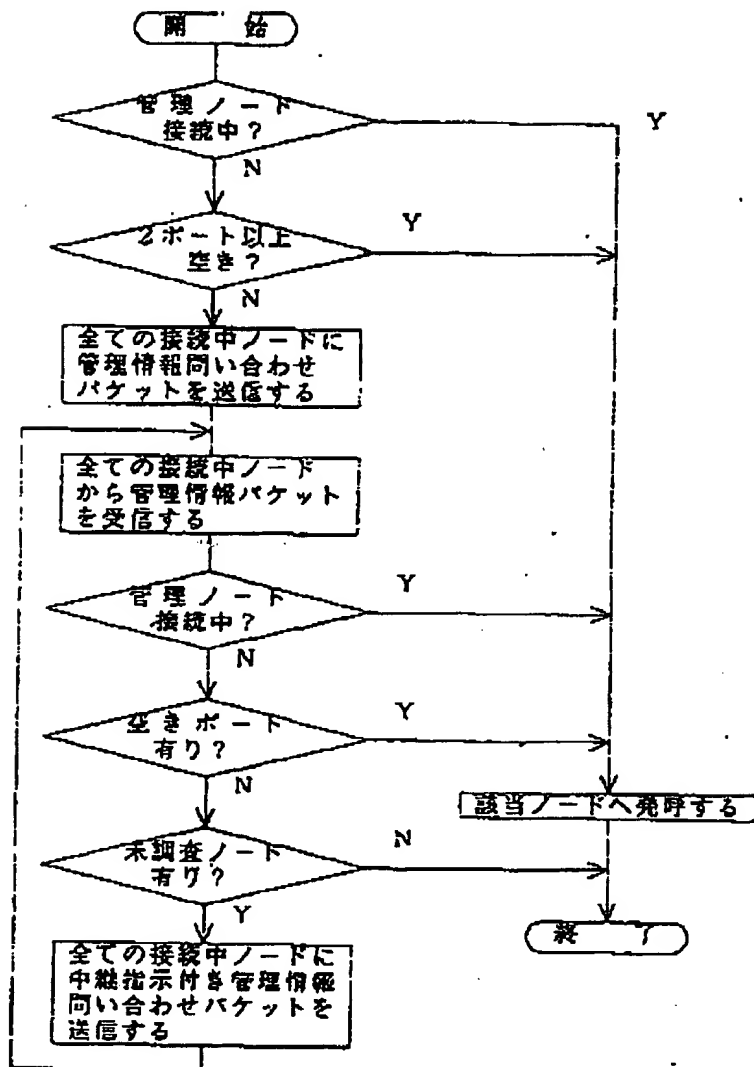 開 始
管理ノード
接続中?
Y
N
2ポート以上
空き?
Y
N
全ての接続中ノードに
管理情報問い合わせ
パケットを送信する
全ての接続中ノード
から管理情報パケット
を受信する
管理ノード
接続中?
Y
N
空きポート
有り?
Y
N
該当ノードへ発呼する
未調査ノード
有り?
N
Y
終 了
全ての接続中ノードに
中継指示付き管理情報
問い合わせパケットを
送信する